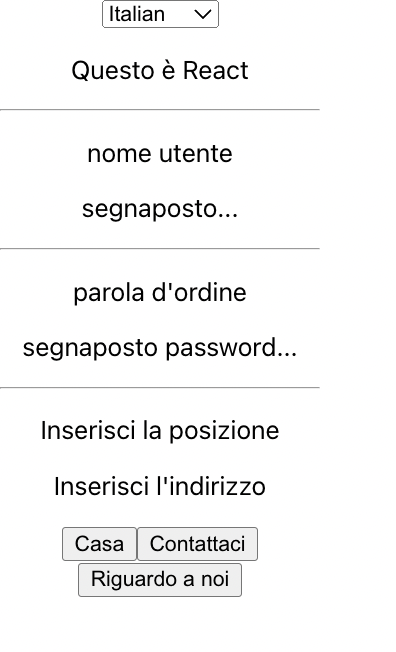 Italian
Questo è React
nome utente
segnaposto...
parola d'ordine
segnaposto password...
Inserisci la posizione
Inserisci l'indirizzo
Casa Contattaci
Riguardo a noi